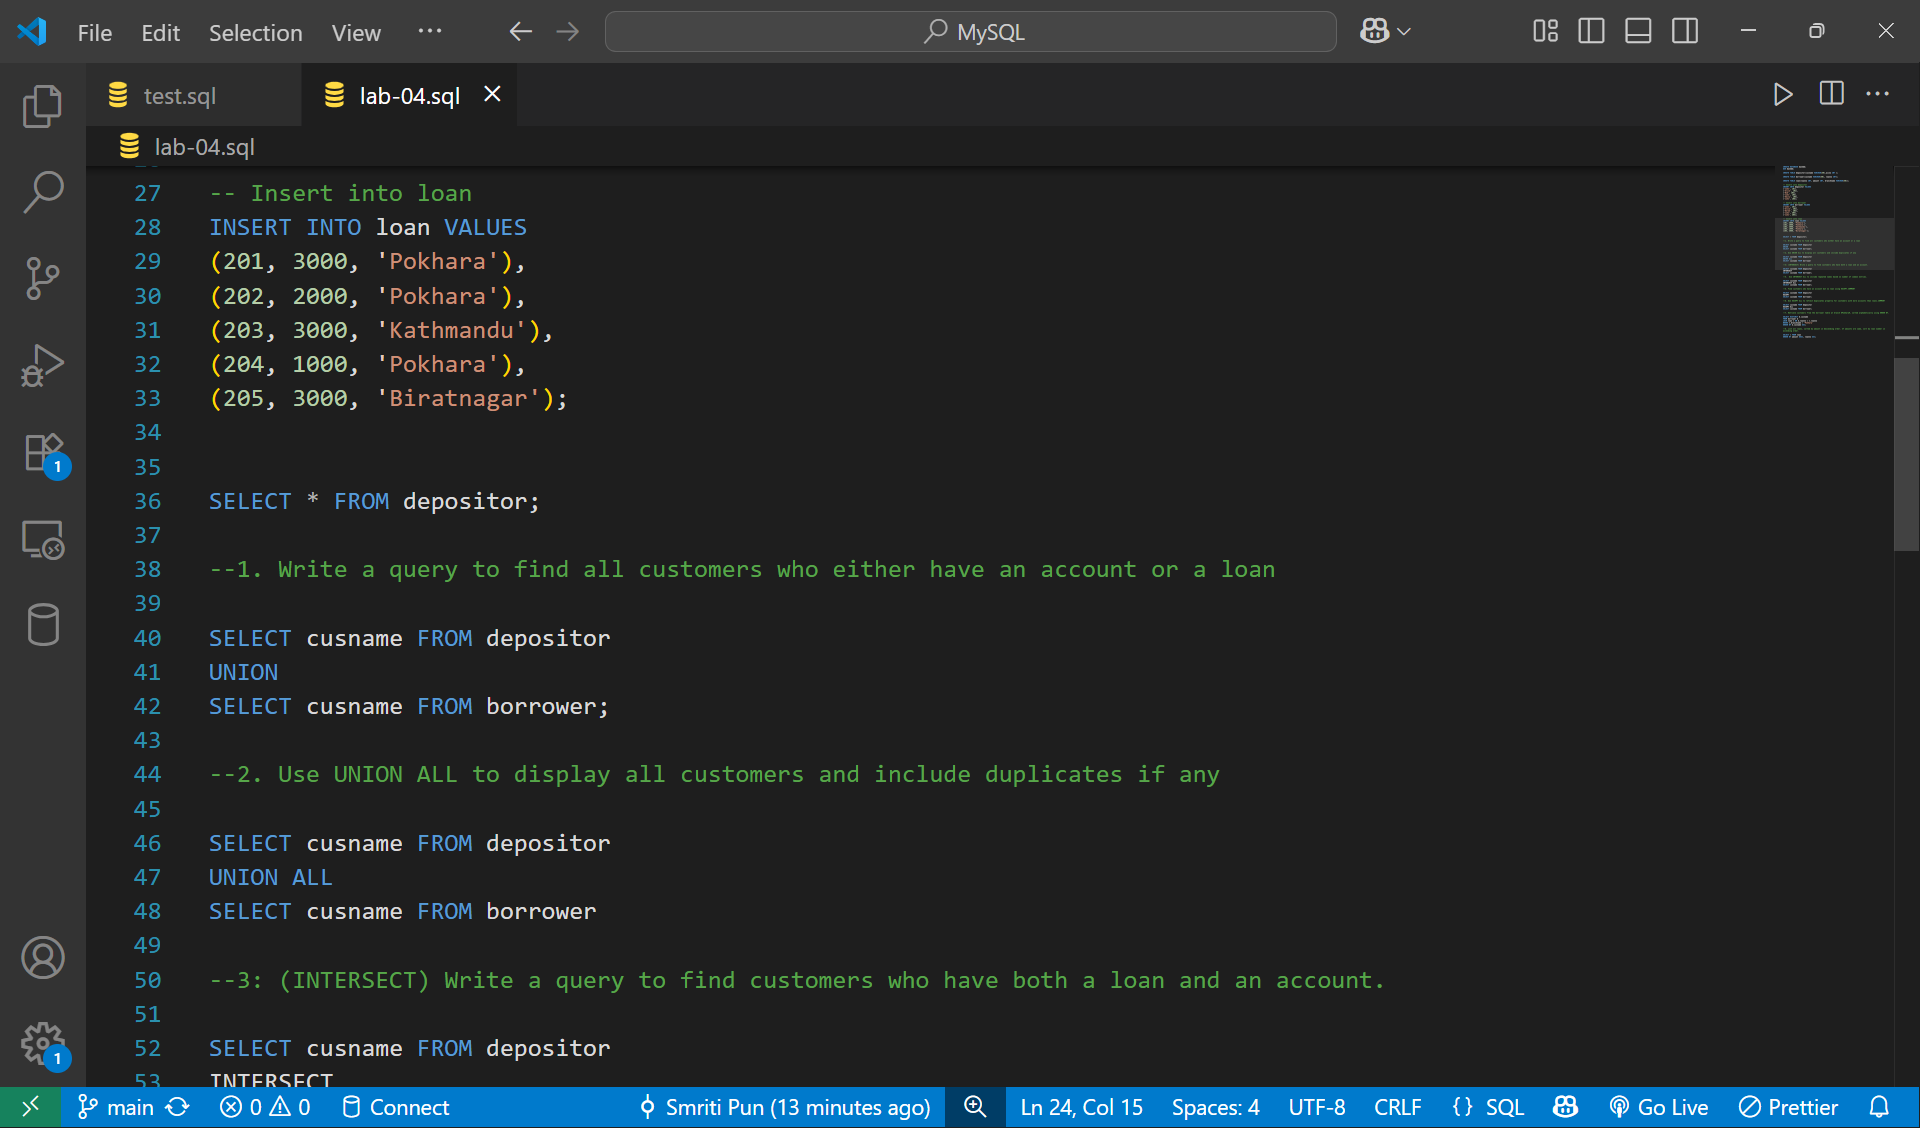 File Edit Selection View ··· MySQL
test.sql lab-04.sql
lab-04.sql
27 -- Insert into loan
28 INSERT INTO loan VALUES
29 (201, 3000, 'Pokhara'),
30 (202, 2000, 'Pokhara'),
31 (203, 3000, 'Kathmandu'),
32 (204, 1000, 'Pokhara'),
33 (205, 3000, 'Biratnagar');
34
35
36 SELECT * FROM depositor;
37
38 --1. Write a query to find all customers who either have an account or a loan
39
40 SELECT cusname FROM depositor
41 UNION
42 SELECT cusname FROM borrower;
43
44 --2. Use UNION ALL to display all customers and include duplicates if any
45
46 SELECT cusname FROM depositor
47 UNION ALL
48 SELECT cusname FROM borrower
49
50 --3: (INTERSECT) Write a query to find customers who have both a loan and an account.
51
52 SELECT cusname FROM depositor
53 INTERSECT
1
1
main 0 0 Connect Smriti Pun (13 minutes ago) Ln 24, Col 15 Spaces: 4 UTF-8 CRLF {} SQL Go Live Prettier